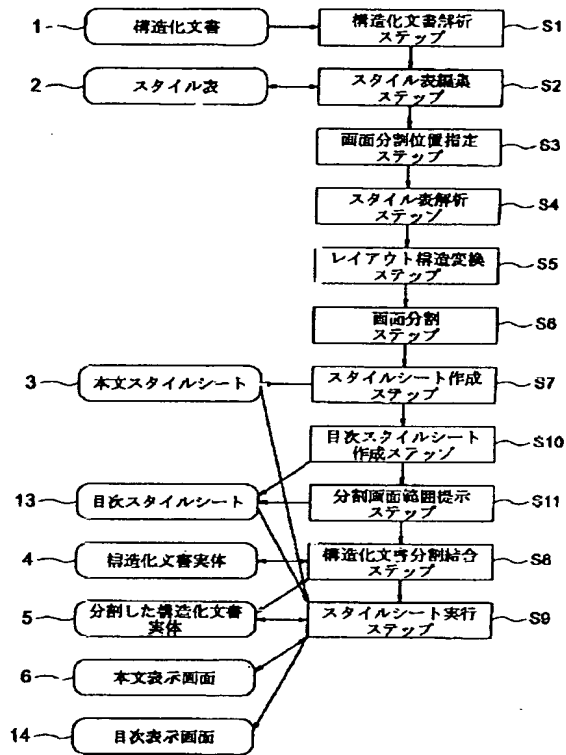 1
構造化文書
構造化文書解析
ステップ
S1
2
スタイル表
スタイル表編集
ステップ
S2
画面分割位置指定
ステップ
S3
スタイル表解析
ステップ
S4
レイアウト構造変換
ステップ
S5
画面分割
ステップ
S6
3
本文スタイルシート
スタイルシート作成
ステップ
S7
目次スタイルシート
作成ステップ
S10
13
目次スタイルシート
分割画面範囲提示
ステップ
S11
4
構造化文書実体
構造化文書分割結合
ステップ
S8
5
分割した構造化文書
実体
スタイルシート実行
ステップ
S9
6
本文表示画面
14
目次表示画面